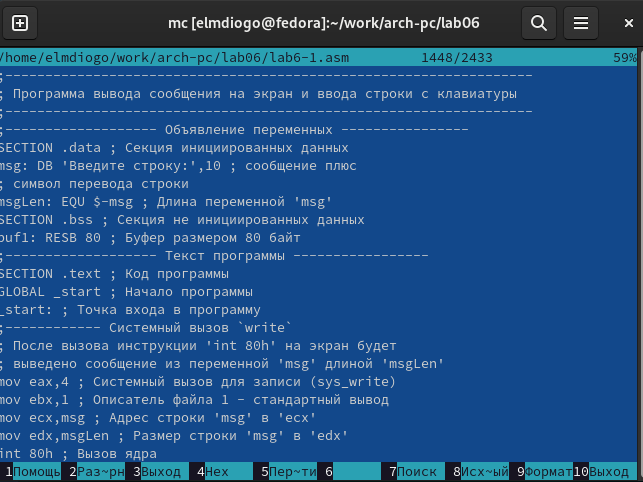 mc [elmdiogo@fedora]:~/work/arch-pc/lab06
/home/elmdiogo/work/arch-pc/lab06/lab6-1.asm 1448/2433 59%
;------------------------------------------------------------------
; Программа вывода сообщения на экран и ввода строки с клавиатуры
;------------------------------------------------------------------
;------------------- Объявление переменных ----------------
SECTION .data ; Секция инициированных данных
msg: DB 'Введите строку:',10 ; сообщение плюс
; символ перевода строки
msgLen: EQU $-msg ; Длина переменной 'msg'
SECTION .bss ; Секция не инициированных данных
buf1: RESB 80 ; Буфер размером 80 байт
;------------------- Текст программы -----------------
SECTION .text ; Код программы
GLOBAL _start ; Начало программы
_start: ; Точка входа в программу
;------------ Системный вызов `write`
; После вызова инструкции 'int 80h' на экран будет
; выведено сообщение из переменной 'msg' длиной 'msgLen'
mov eax,4 ; Системный вызов для записи (sys_write)
mov ebx,1 ; Описатель файла 1 - стандартный вывод
mov ecx,msg ; Адрес строки 'msg' в 'ecx'
mov edx,msgLen ; Размер строки 'msg' в 'edx'
int 80h ; Вызов ядра
1Помощь 2Раз~рн 3Выход 4Hex 5Пер~ти 6 7Поиск 8Исх~ый 9Формат 10Выход